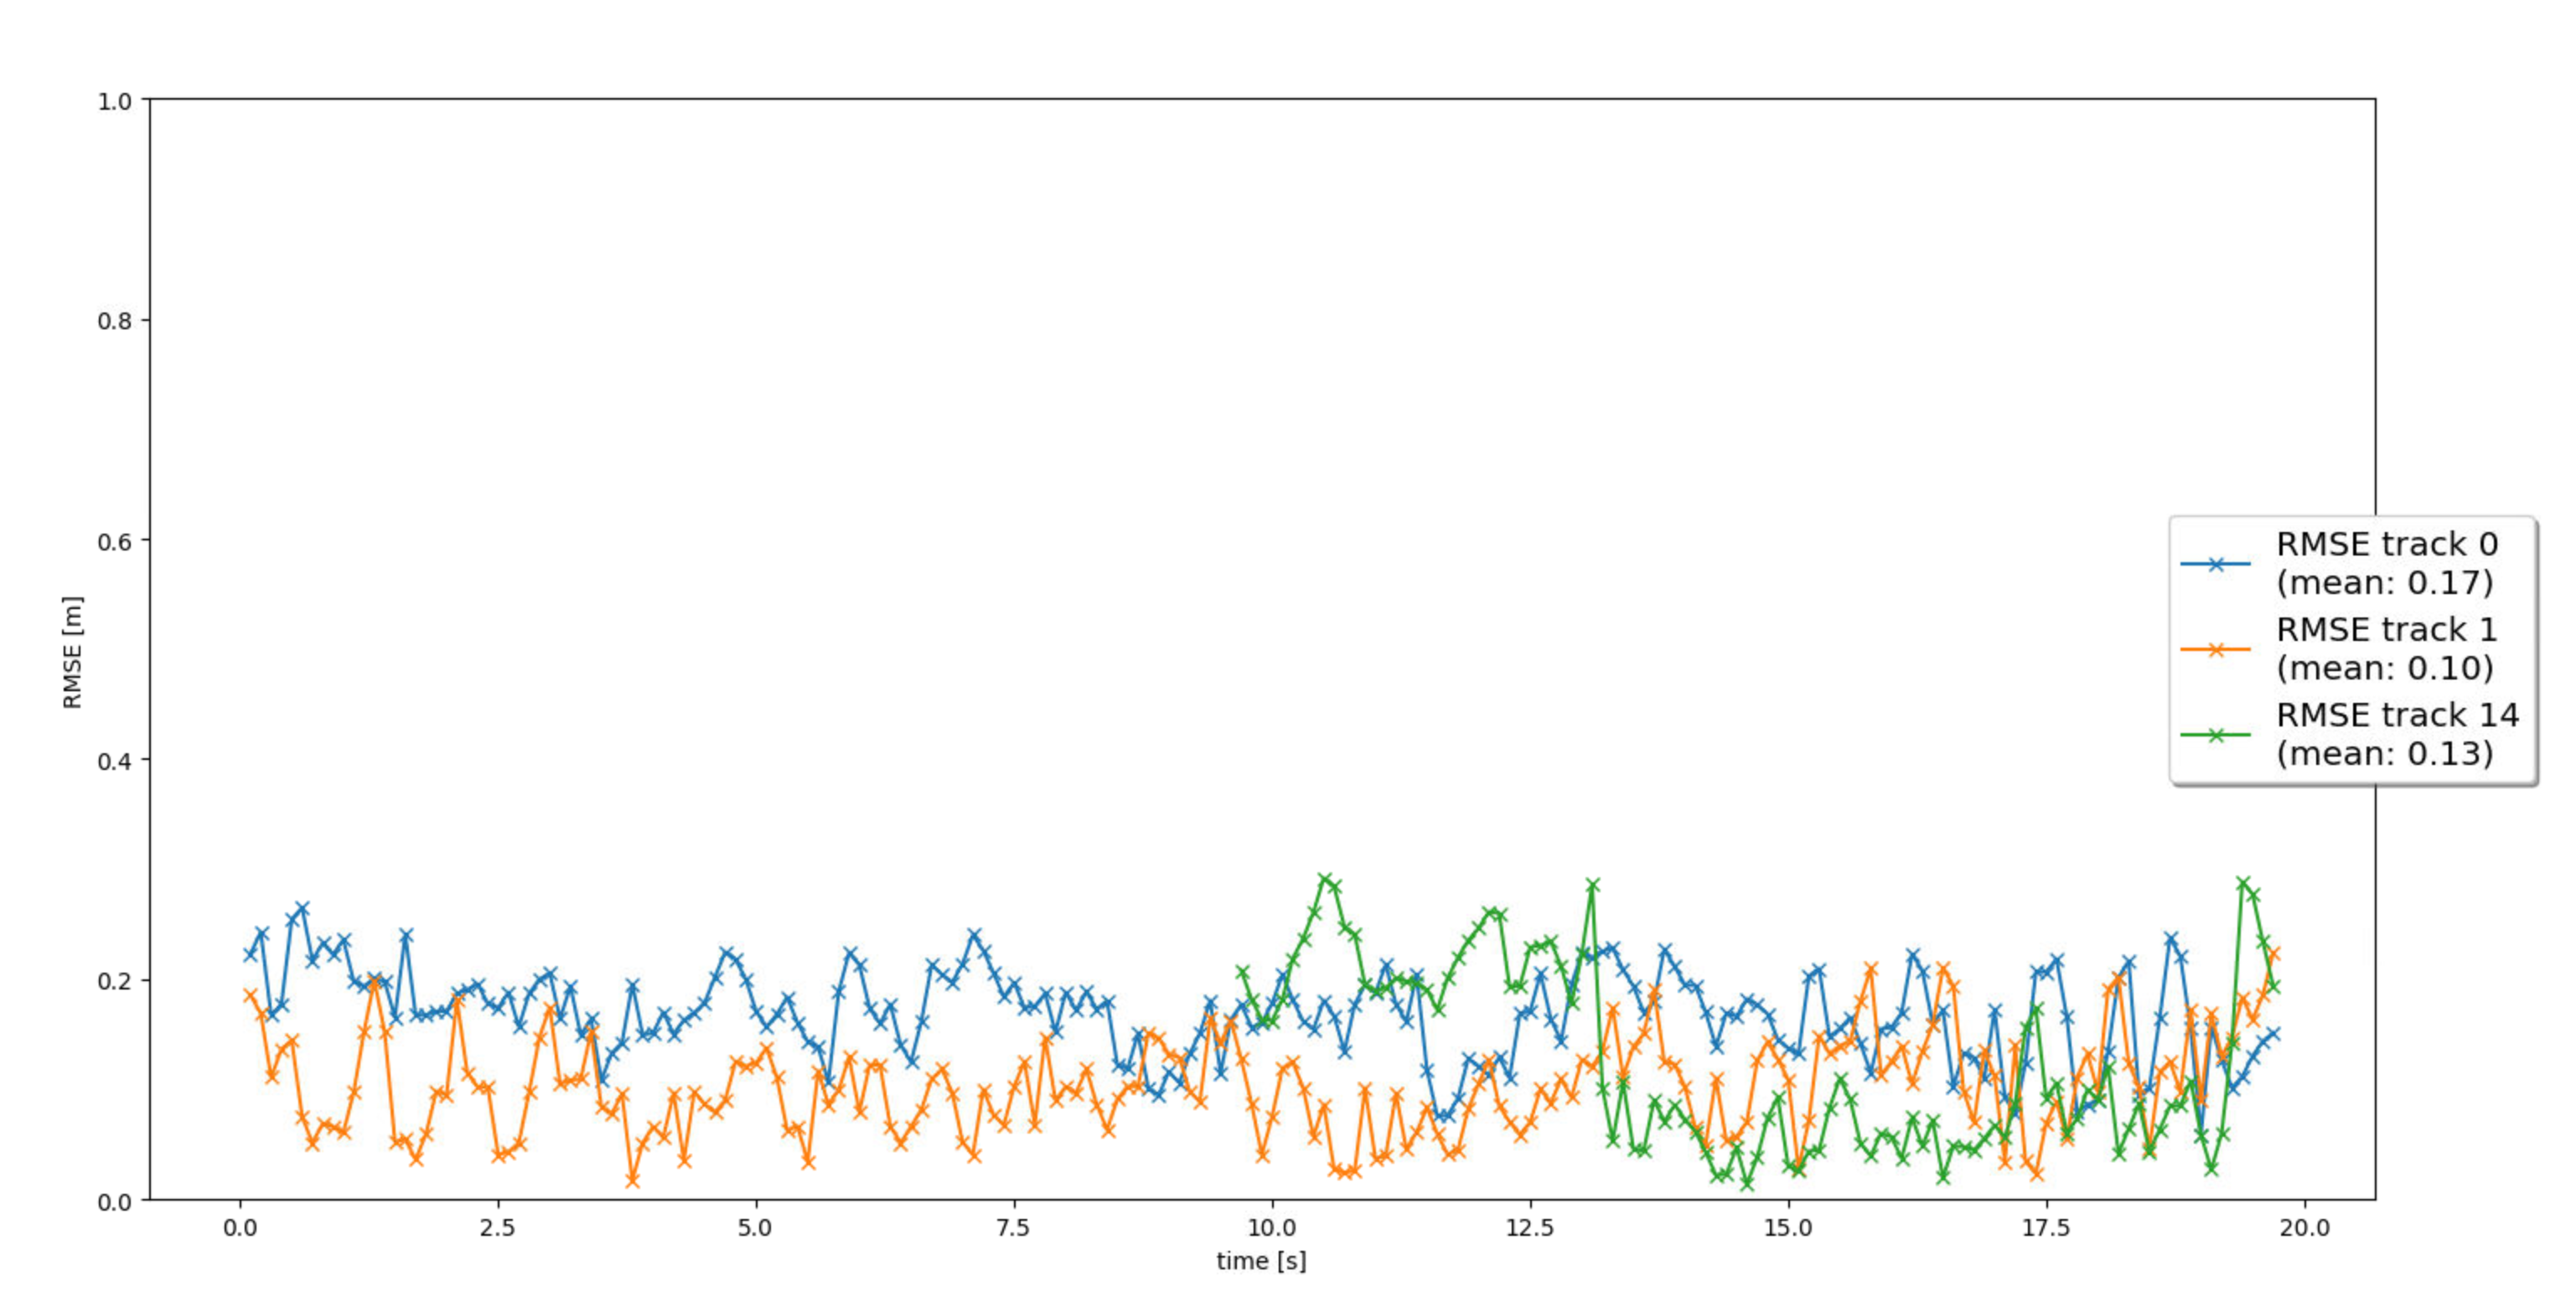 1.0
0.8
0.6
0.4
0.2
0.0
RMSE [m]
0.0 2.5 5.0 7.5 10.0 12.5 15.0 17.5 20.0
time [s]
RMSE track 0
(mean: 0.17)
RMSE track 1
(mean: 0.10)
RMSE track 14
(mean: 0.13)